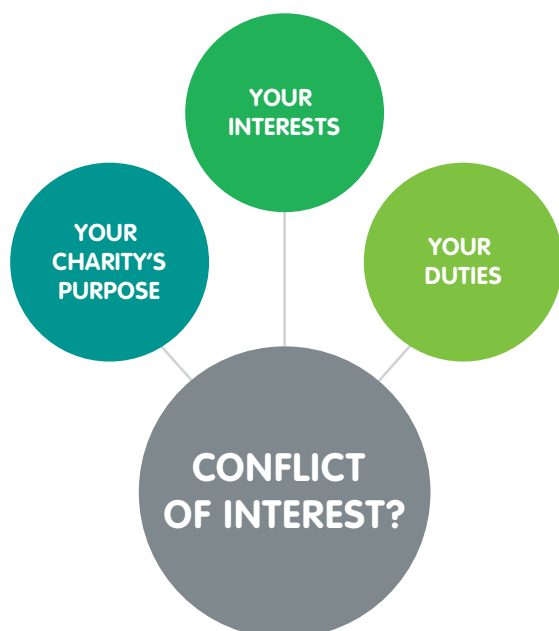 YOUR
INTERESTS
YOUR
CHARITY'S
PURPOSE
YOUR
DUTIES
CONFLICT
OF INTEREST?